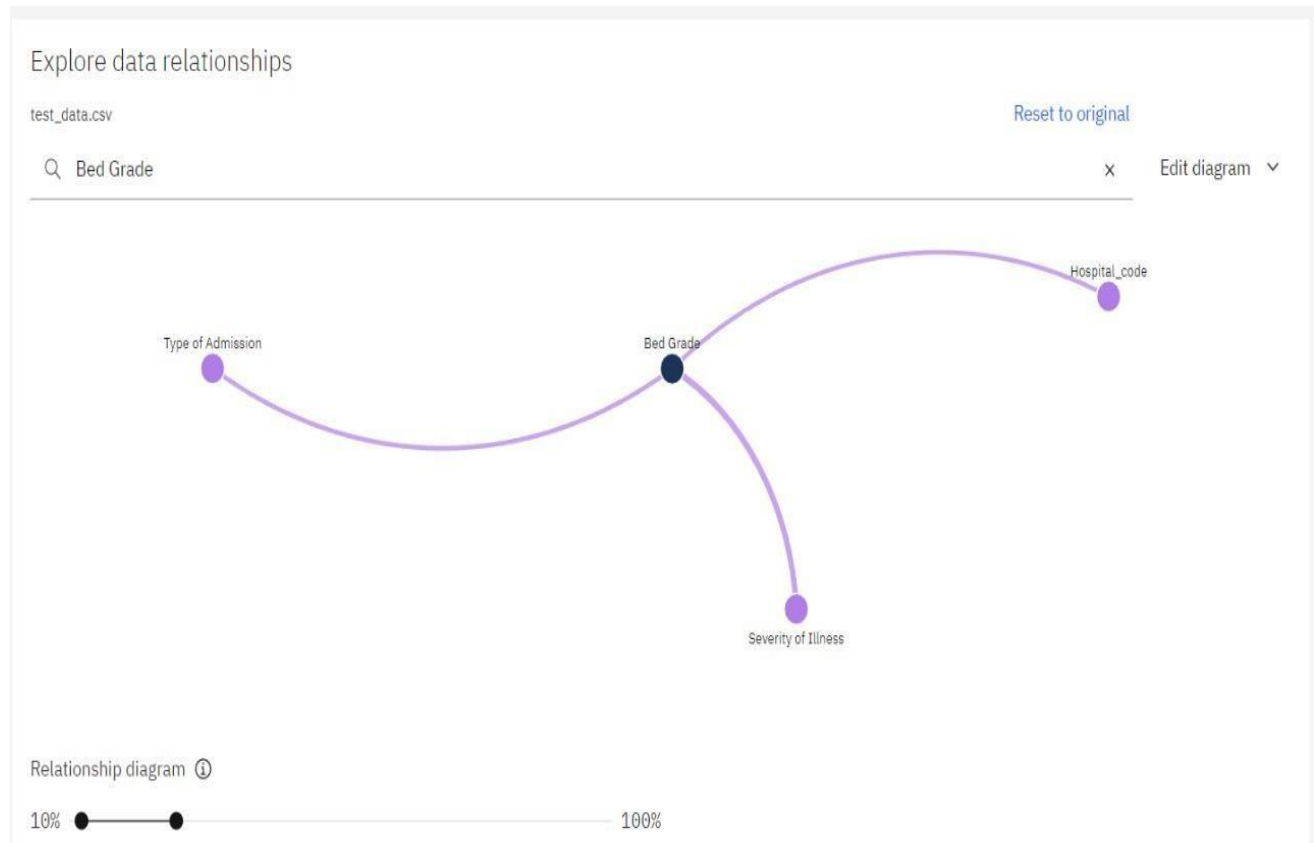 Explore data relationships
test_data.csv
Reset to original
Bed Grade
x
Edit diagram
Hospital_code
Type of Admission
Bed Grade
Severity of Illness
Relationship diagram
10%
100%